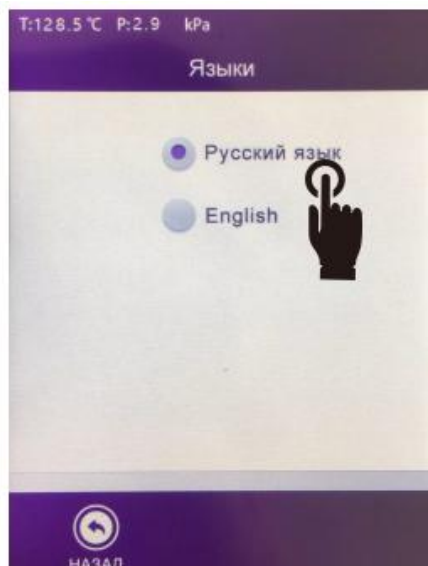 T:128.5℃ P:2.9 kPa
Языки
Русский язык
English
НАЗАД